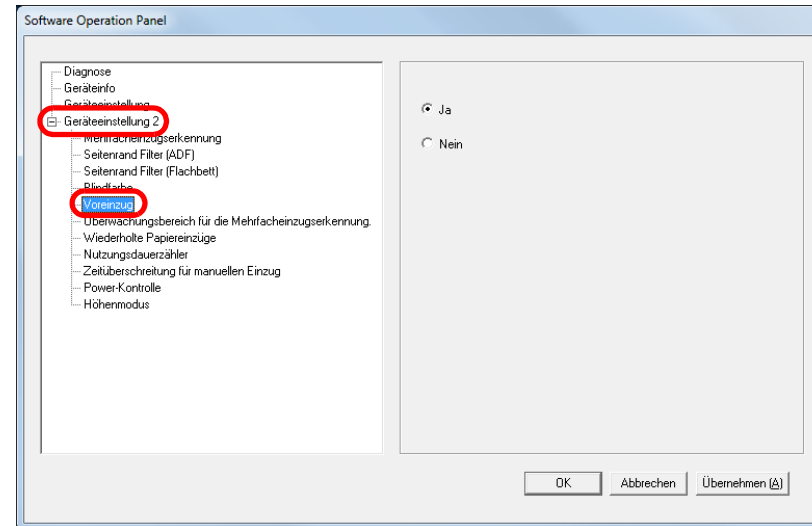 Software Operation Panel
Diagnose
Geräteinfo
Geräteeinstellung
Geräteeinstellung 2
Mehrfacheinzugserkennung
Seitenrand Filter (ADF)
Seitenrand Filter (Flachbett)
Blindfarbe
Voreinzug
Überwachungsbereich für die Mehrfacheinzugserkennung.
Wiederholte Papiereinzüge
Nutzungsdauerzähler
Zeitüberschreitung für manuellen Einzug
Power-Kontrolle
Höhenmodus
Ja
Nein
OK Abbrechen Übernehmen (A)